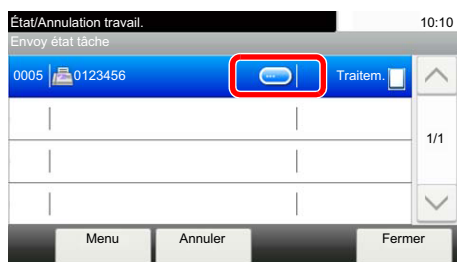 État/Annulation travail. 10:10
Envoy état tâche
0005 0123456 ... Traitem.
1/1
Menu Annuler Fermer